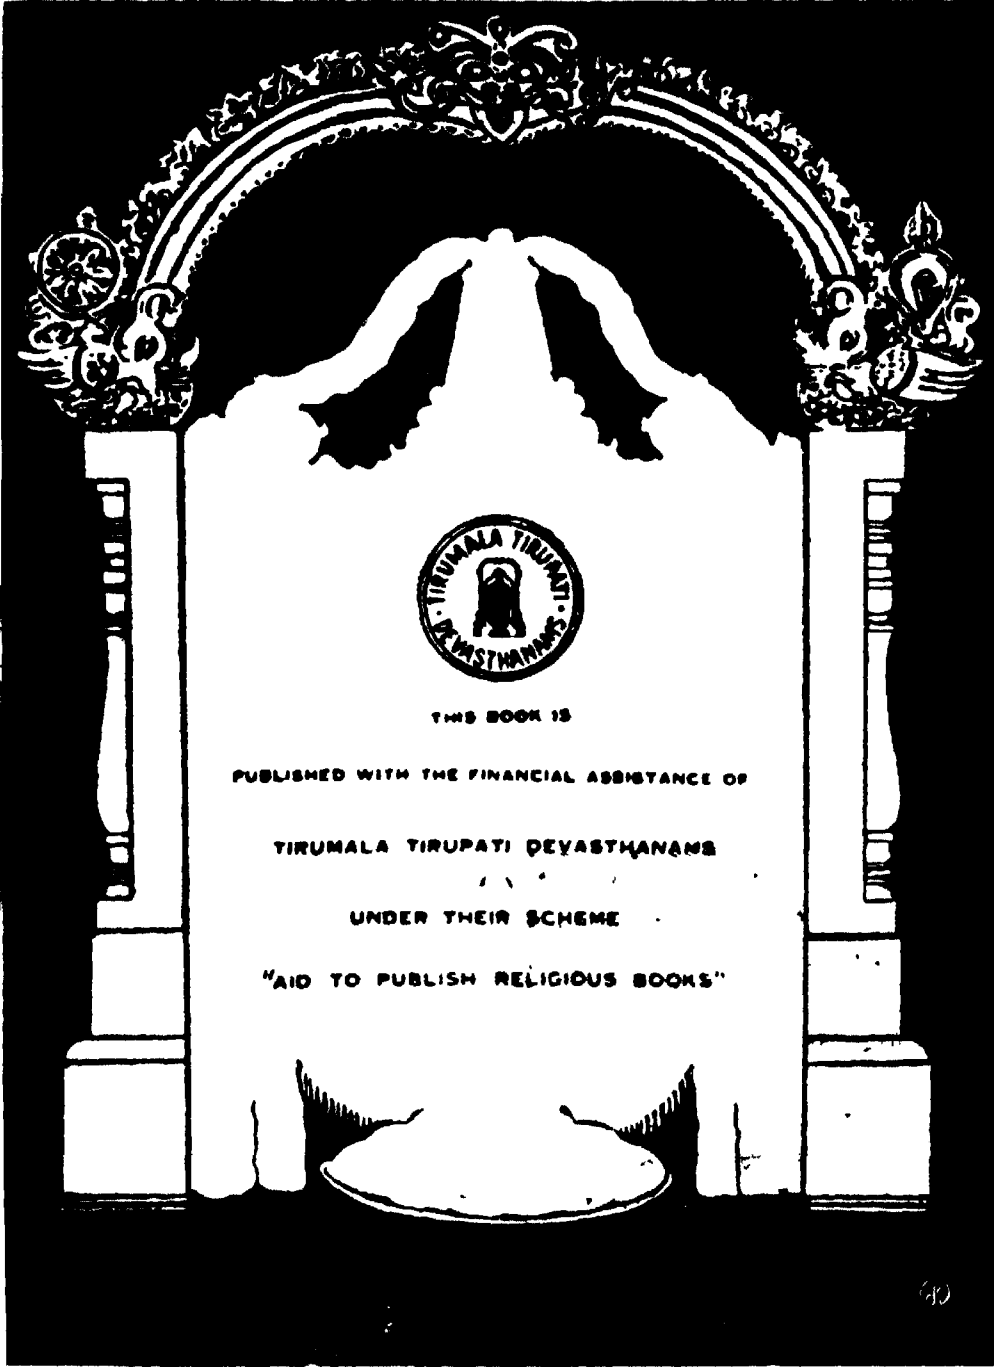 TIRUMALA TIRUPATI
DEVASTHANAMS
THIS BOOK IS
PUBLISHED WITH THE FINANCIAL ASSISTANCE OF
TIRUMALA TIRUPATI DEVASTHANAMS
UNDER THEIR SCHEME
"AID TO PUBLISH RELIGIOUS BOOKS"